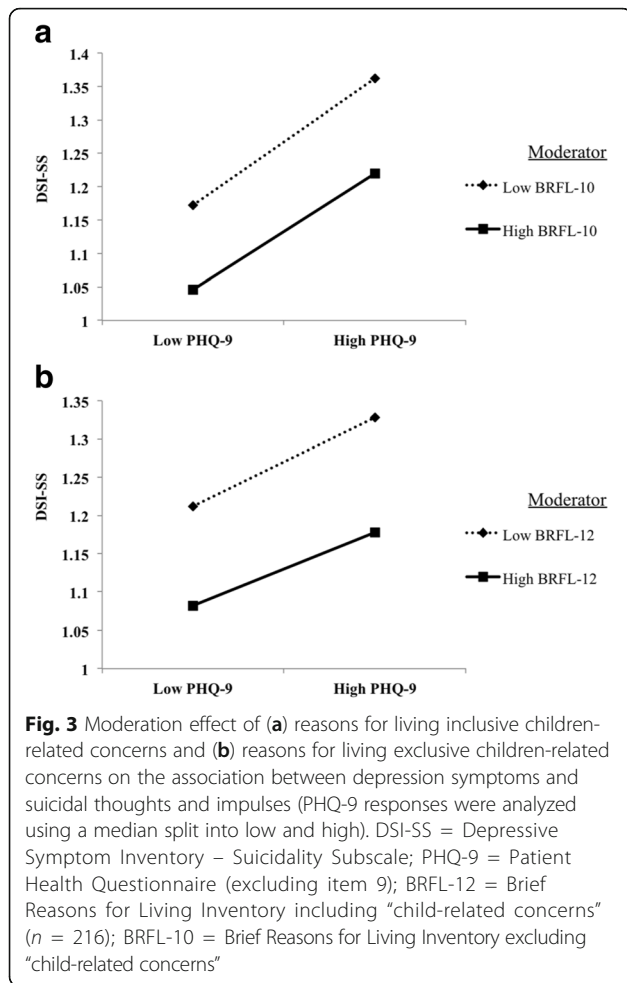 a
1.4
1.35
1.3
1.25
1.2
1.15
1.1
1.05
1
DSI-SS
Low PHQ-9 High PHQ-9
Moderator
Low BRFL-10
High BRFL-10
b
1.35
1.3
1.25
1.2
1.15
1.1
1.05
1
DSI-SS
Low PHQ-9 High PHQ-9
Moderator
Low BRFL-12
High BRFL-12
Fig. 3 Moderation effect of (a) reasons for living inclusive children-
related concerns and (b) reasons for living exclusive children-related
concerns on the association between depression symptoms and
suicidal thoughts and impulses (PHQ-9 responses were analyzed
using a median split into low and high). DSI-SS = Depressive
Symptom Inventory – Suicidality Subscale; PHQ-9 = Patient
Health Questionnaire (excluding item 9); BRFL-12 = Brief
Reasons for Living Inventory including “child-related concerns”
(n = 216); BRFL-10 = Brief Reasons for Living Inventory excluding
“child-related concerns”